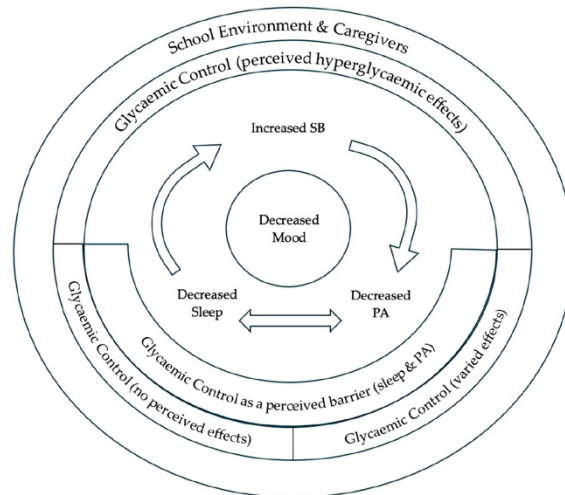 School Environment & Caregivers
Glycaemic Control (perceived hyperglycaemic effects)
Increased SB
Decreased
Mood
Decreased
Sleep
Decreased
PA
Glycaemic Control as a perceived barrier (sleep & PA)
Glycaemic Control (no perceived effects)
Glycaemic Control (varied effects)